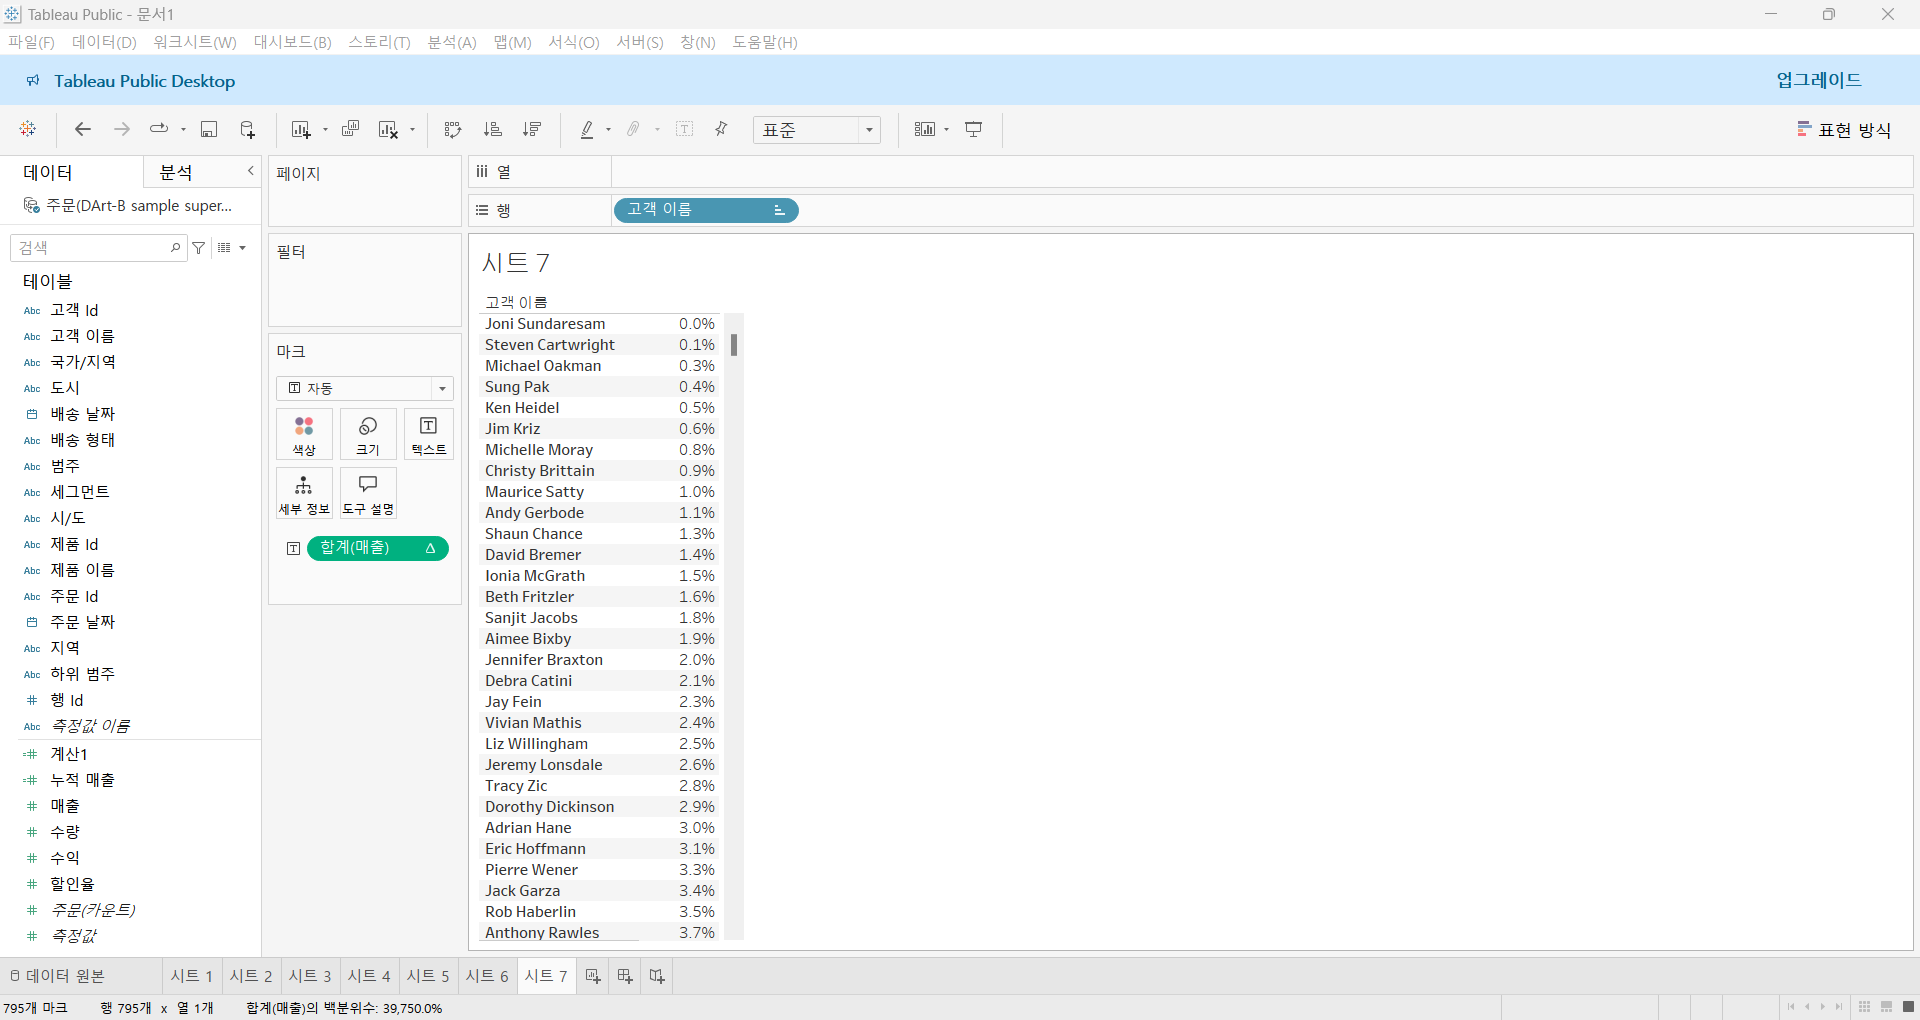 Tableau Public - 문서1
파일(F) 데이터(D) 워크시트(W) 대시보드(B) 스토리(T) 분석(A) 맵(M) 서식(O) 서버(S) 창(N) 도움말(H)
Tableau Public Desktop 업그레이드
표준 표현 방식
데이터 분석
주문(DArt-B sample super...
검색
테이블
Abc 고객 Id
Abc 고객 이름
Abc 국가/지역
Abc 도시
배송 날짜
Abc 배송 형태
Abc 범주
Abc 세그먼트
Abc 시/도
Abc 제품 Id
Abc 제품 이름
Abc 주문 Id
주문 날짜
Abc 지역
Abc 하위 범주
# 행 Id
Abc 측정값 이름
=# 계산1
=# 누적 매출
# 매출
# 수량
# 수익
# 할인율
# 주문(카운트)
# 측정값
페이지
필터
마크
T 자동
색상 크기 텍스트
세부 정보 도구 설명
T 합계(매출) Δ
iii 열
행 고객 이름
시트 7
고객 이름
Joni Sundaresam 0.0%
Steven Cartwright 0.1%
Michael Oakman 0.3%
Sung Pak 0.4%
Ken Heidel 0.5%
Jim Kriz 0.6%
Michelle Moray 0.8%
Christy Brittain 0.9%
Maurice Satty 1.0%
Andy Gerbode 1.1%
Shaun Chance 1.3%
David Bremer 1.4%
Ionia McGrath 1.5%
Beth Fritzler 1.6%
Sanjit Jacobs 1.8%
Aimee Bixby 1.9%
Jennifer Braxton 2.0%
Debra Catini 2.1%
Jay Fein 2.3%
Vivian Mathis 2.4%
Liz Willingham 2.5%
Jeremy Lonsdale 2.6%
Tracy Zic 2.8%
Dorothy Dickinson 2.9%
Adrian Hane 3.0%
Eric Hoffmann 3.1%
Pierre Wener 3.3%
Jack Garza 3.4%
Rob Haberlin 3.5%
Anthony Rawles 3.7%
데이터 원본 시트 1 시트 2 시트 3 시트 4 시트 5 시트 6 시트 7
795개 마크 행 795개 x 열 1개 합계(매출)의 백분위수: 39,750.0%